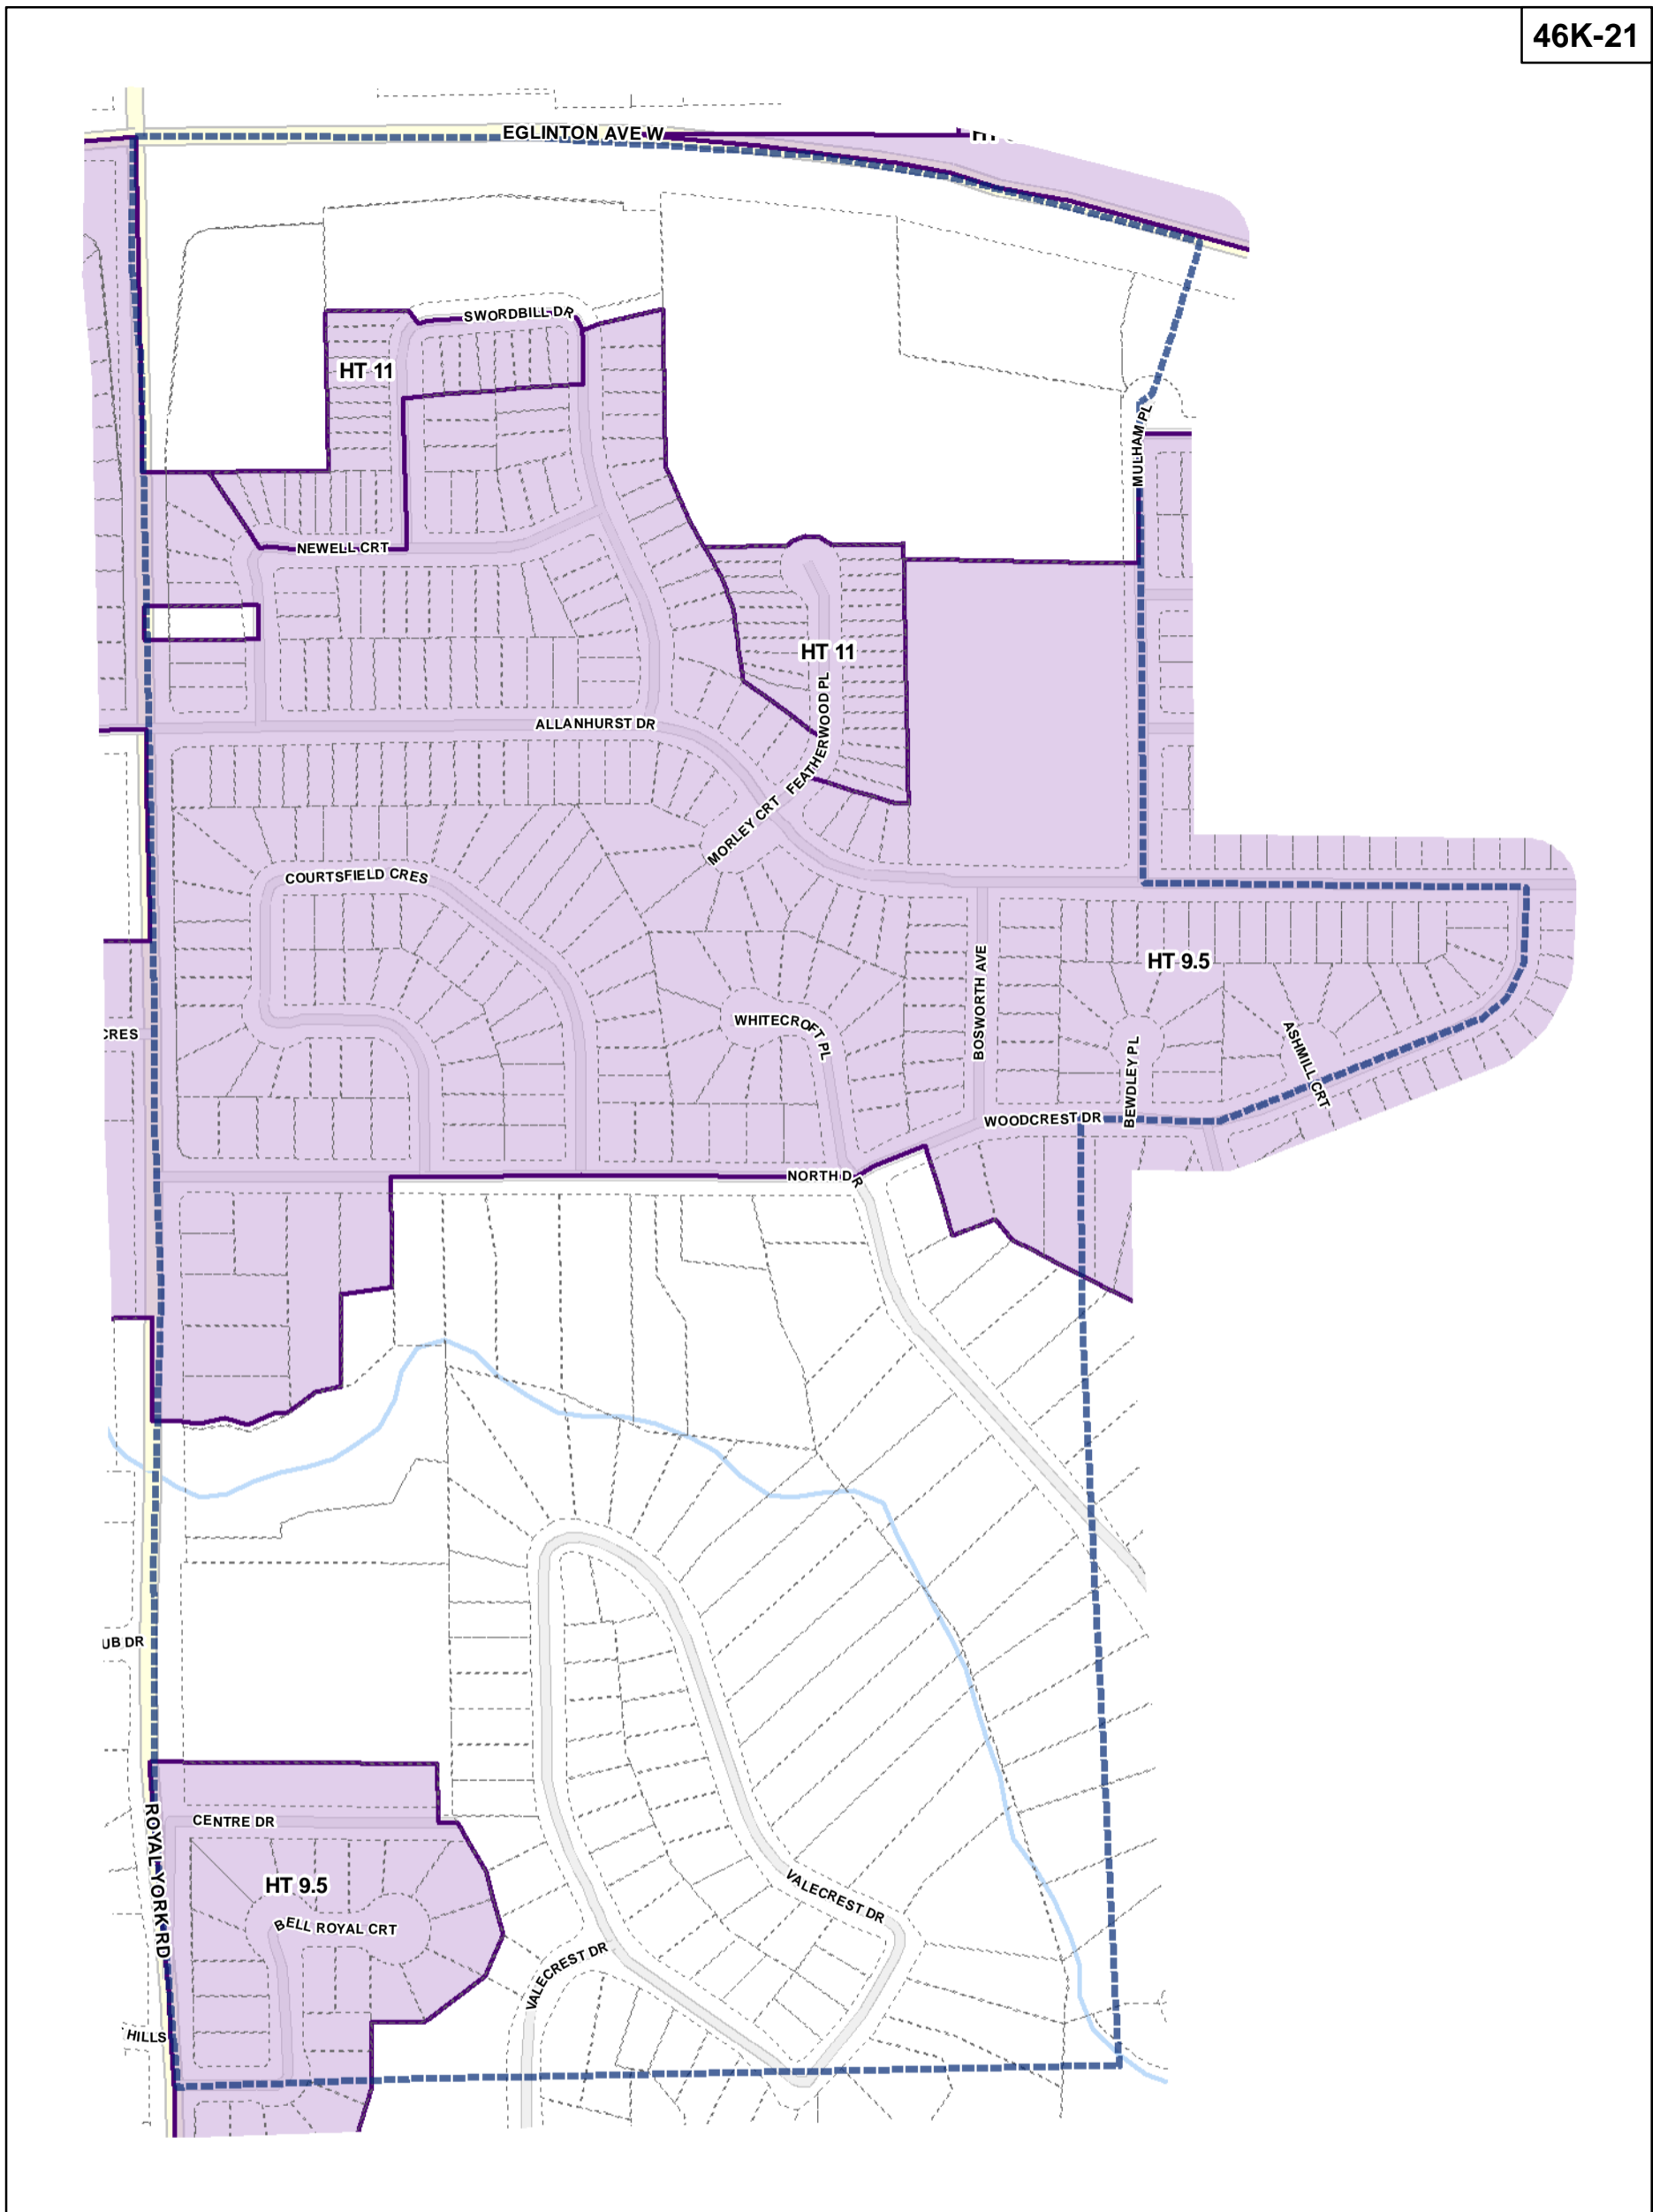 46K-21
EGLINTON AVE W
SWORDBILL DR
HT 11
MULHAM PL
NEWELL CRT
HT 11
FEATHERWOOD PL
ALLANHURST DR
MORLEY CRT
COURTSFIELD CRES
HT 9.5
BOSWORTH AVE
WHITECROFT PL
CRES
ASHMILL CRT
BEWDLEY PL
WOODCREST DR
NORTH DR
UB DR
ROYAL YORK RD
CENTRE DR
HT 9.5
BELL ROYAL CRT
VALECREST DR
VALECREST DR
HILLS